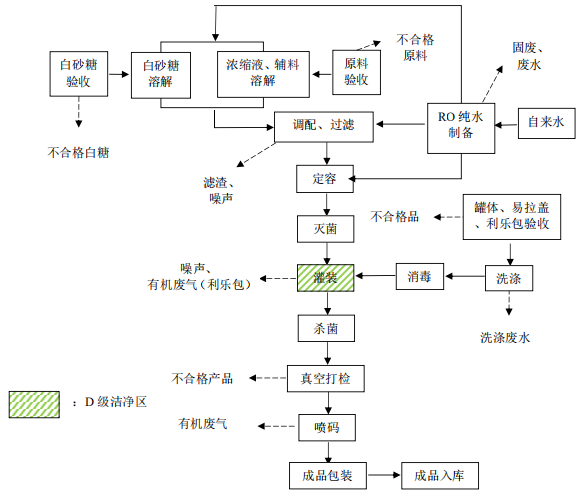 不合格
原料
固废、
废水
白砂糖
验收
白砂糖
溶解
浓缩液、辅料
溶解
原料
验收
RO 纯水
制备
自来水
调配、过滤
不合格白糖
滤渣、
噪声
定容
罐体、易拉盖
、利乐包验收
不合格品
灭菌
噪声、
有机废气（利乐包）
灌装
消毒
洗涤
杀菌
洗涤废水
不合格产品
真空打检
：D 级洁净区
有机废气
喷码
成品包装
成品入库